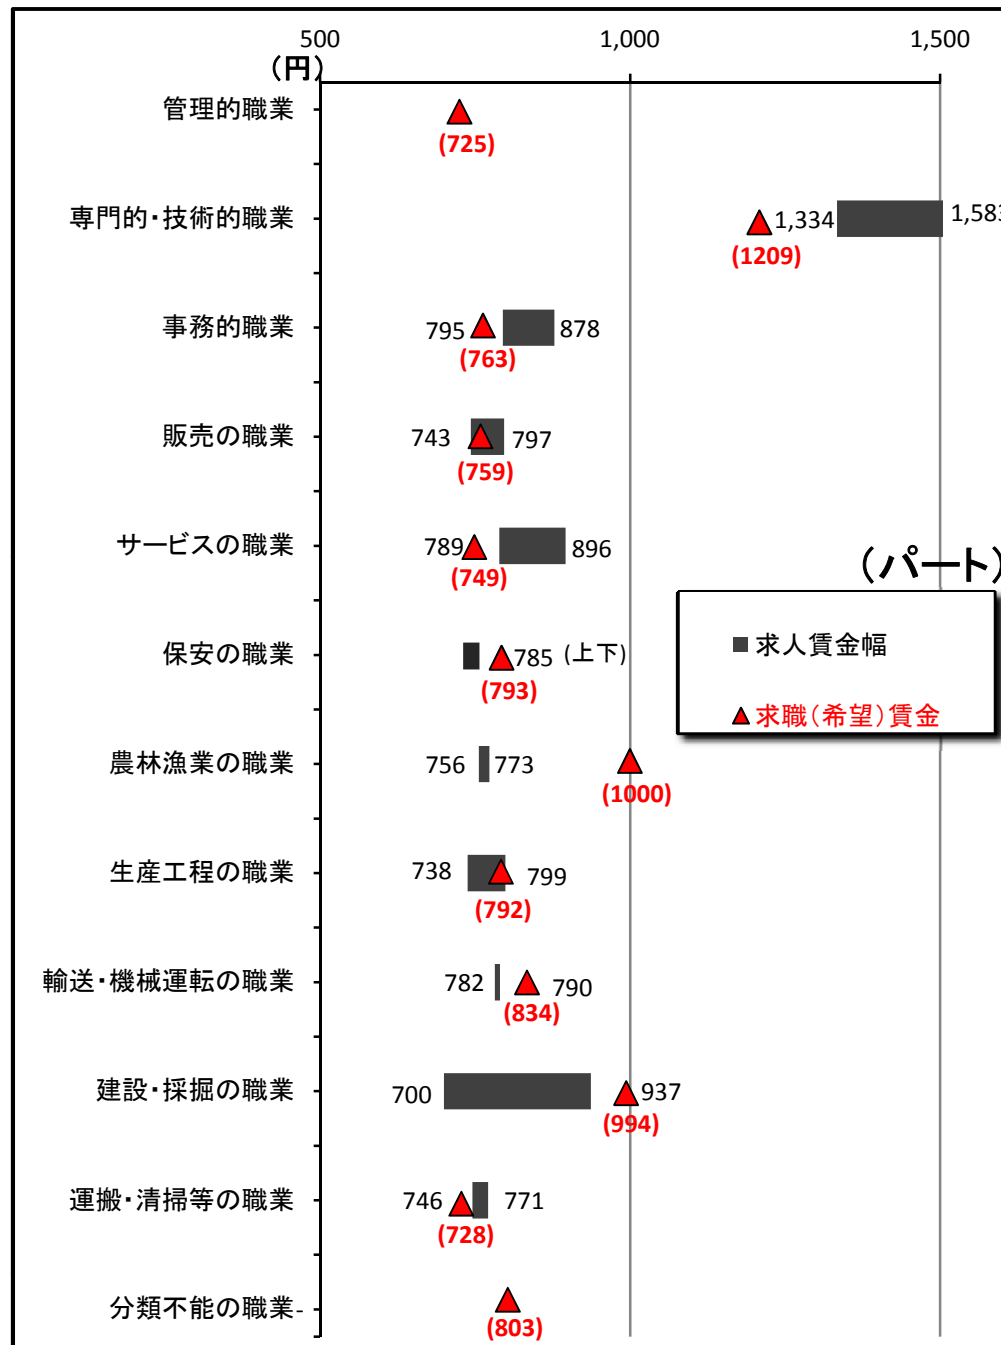 500 1,000 1,500
(円)
管理的職業
(725)
専門的・技術的職業 1,334 1,583
(1209)
事務的職業 795 878
(763)
販売の職業 743 797
(759)
サービスの職業 789 896
(749)
(パート)
■求人賃金幅
▲求職(希望)賃金
保安の職業 785 (上下)
(793)
農林漁業の職業 756 773
(1000)
生産工程の職業 738 799
(792)
輸送・機械運転の職業 782 790
(834)
建設・採掘の職業 700 937
(994)
運搬・清掃等の職業 746 771
(728)
分類不能の職業-
(803)